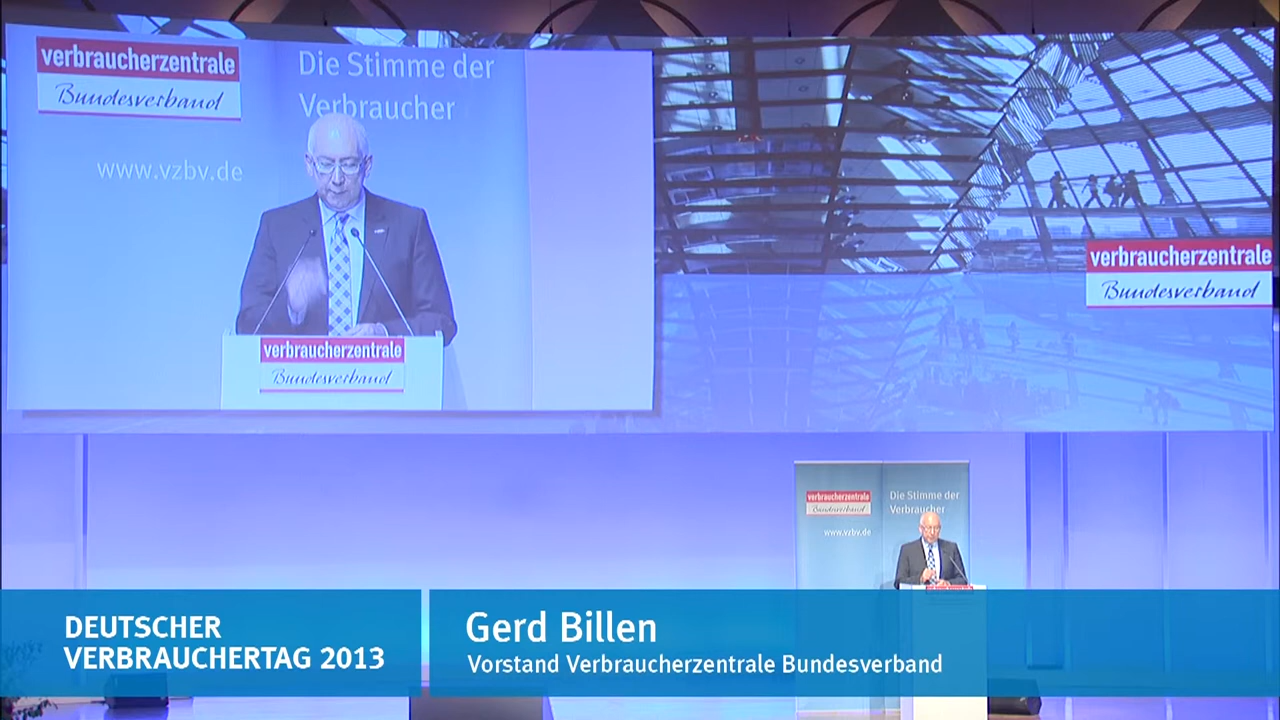 verbraucherzentrale
Bundesverband
Die Stimme der
Verbraucher
www.vzbv.de
verbraucherzentrale
Bundesverband
verbraucherzentrale
Bundesverband
verbraucherzentrale
Bundesverband
Die Stimme der
Verbraucher
www.vzbv.de
DEUTSCHER
VERBRAUCHERTAG 2013
Gerd Billen
Vorstand Verbraucherzentrale Bundesverband